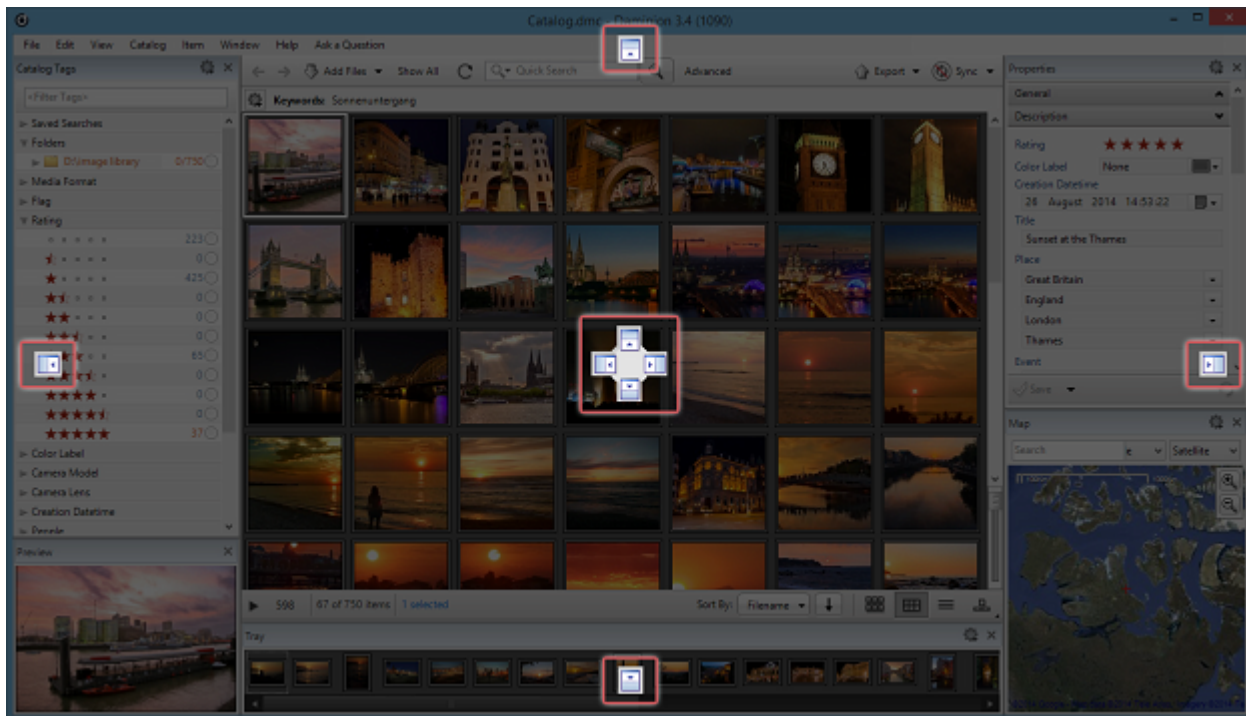 Catalog.dmc - Daminion 3.4 (1090)
File Edit View Catalog Item Window Help Ask a Question
Catalog Tags
<Filter Tags>
Saved Searches
Folders
D:\image library 0/750
Media Format
Flag
Rating
223
0
425
0
0
0
65
0
0
0
37
Color Label
Camera Model
Camera Lens
Creation Datetime
People
Preview
Add Files Show All Quick Search Advanced Export Sync
Keywords: Sonnenuntergang
598 67 of 750 items 1 selected Sort By: Filename
Tray
Properties
General
Description
Rating
Color Label None
Creation Datetime
26 August 2014 14:53:22
Title
Sunset at the Thames
Place
Great Britain
England
London
Thames
Event
Save
Map
Search Satellite